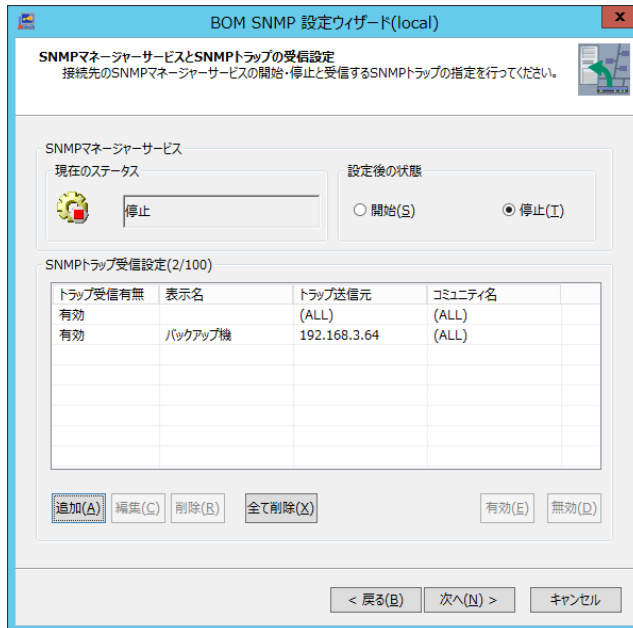 BOM SNMP 設定ウィザード(local)
x
SNMPマネージャーサービスとSNMPトラップの受信設定
接続先のSNMPマネージャーサービスの開始・停止と受信するSNMPトラップの指定を行ってください。
SNMPマネージャーサービス
現在のステータス
停止
設定後の状態
開始(S)
停止(T)
SNMPトラップ受信設定(2/100)
トラップ受信有無 表示名 トラップ送信元 コミュニティ名
有効 (ALL) (ALL)
有効 バックアップ機 192.168.3.64 (ALL)
追加(A) 編集(C) 削除(R) 全て削除(X) 有効(E) 無効(D)
< 戻る(B) 次へ(N) > キャンセル